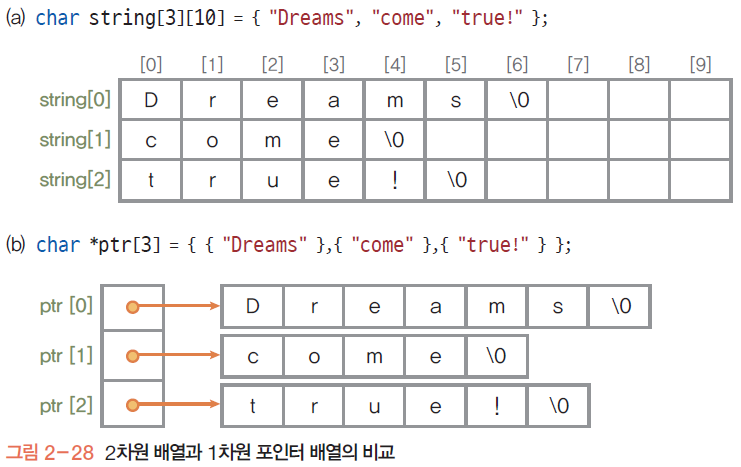 (a) char string[3][10] = { "Dreams", "come", "true!" };
[0] [1] [2] [3] [4] [5] [6] [7] [8] [9]
string[0] D r e a m s \0
string[1] c o m e \0
string[2] t r u e ! \0
(b) char *ptr[3] = { { "Dreams" },{ "come" },{ "true!" } };
ptr [0] D r e a m s \0
ptr [1] c o m e \0
ptr [2] t r u e ! \0
그림 2-28 2차원 배열과 1차원 포인터 배열의 비교